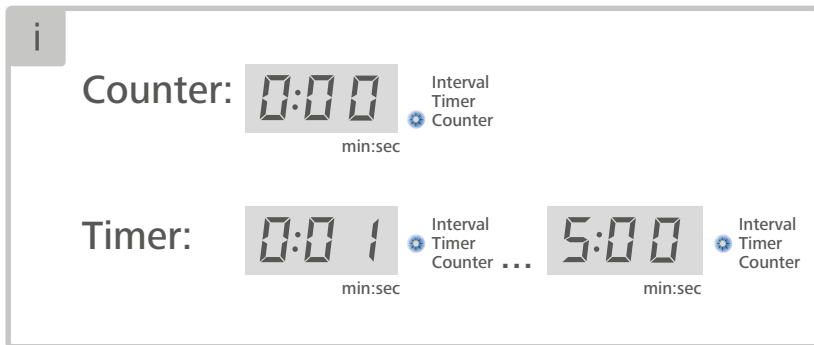 i
Counter:
0:00
Interval
Timer
Counter
min:sec
Timer:
0:01
Interval
Timer
Counter
min:sec
...
5:00
Interval
Timer
Counter
min:sec